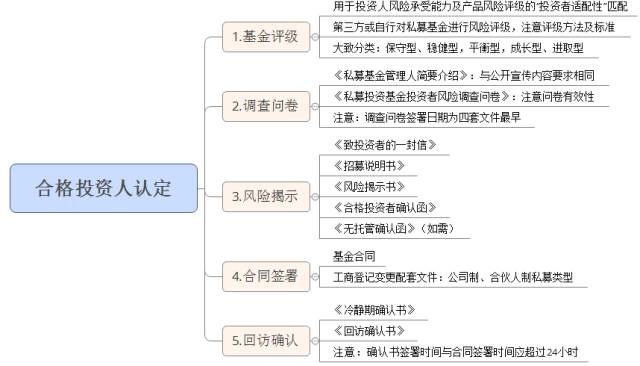 合格投资人认定
1.基金评级
用于投资人风险承受能力及产品风险评级的“投资者适配性”匹配
第三方或自行对私募基金进行风险评级，注意评级方法及标准
大致分类：保守型、稳健型，平衡型，成长型、进取型
2.调查问卷
《私募基金管理人简要介绍》：与公开宣传内容要求相同
《私募投资基金投资者风险调查问卷》：注意问卷有效性
注意：调查问卷签署日期为四套文件最早
3.风险揭示
《致投资者的一封信》
《招募说明书》
《风险揭示书》
《合格投资者确认函》
《无托管确认函》（如需）
4.合同签署
基金合同
工商登记变更配套文件：公司制、合伙人制私募类型
5.回访确认
《冷静期确认书》
《回访确认书》
注意：确认书签署时间与合同签署时间应超过24小时